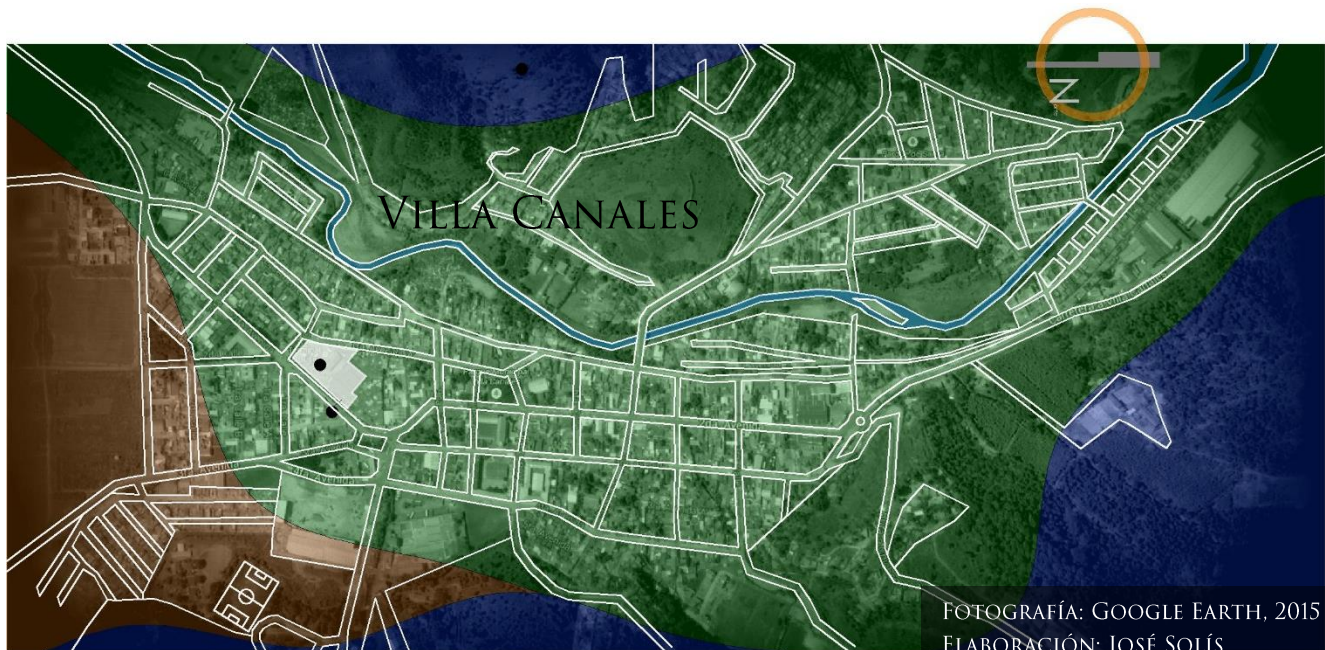 Z
VILLA CANALES
FOTOGRAFÍA: GOOGLE EARTH, 2015
ELABORACIÓN: JOSÉ SOLÍS